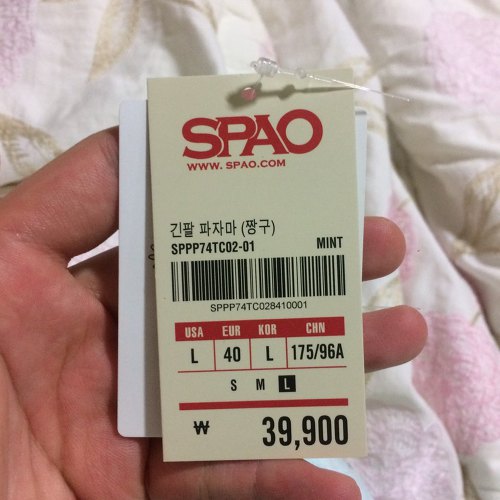 SPAO
WWW. SPAO.COM
긴팔 파자마 (짱구)
SPPP74TC02-01 MINT
SPPP74TC028410001
USA EUR KOR CHN
L 40 L 175/96A
S M L
₩ 39,900